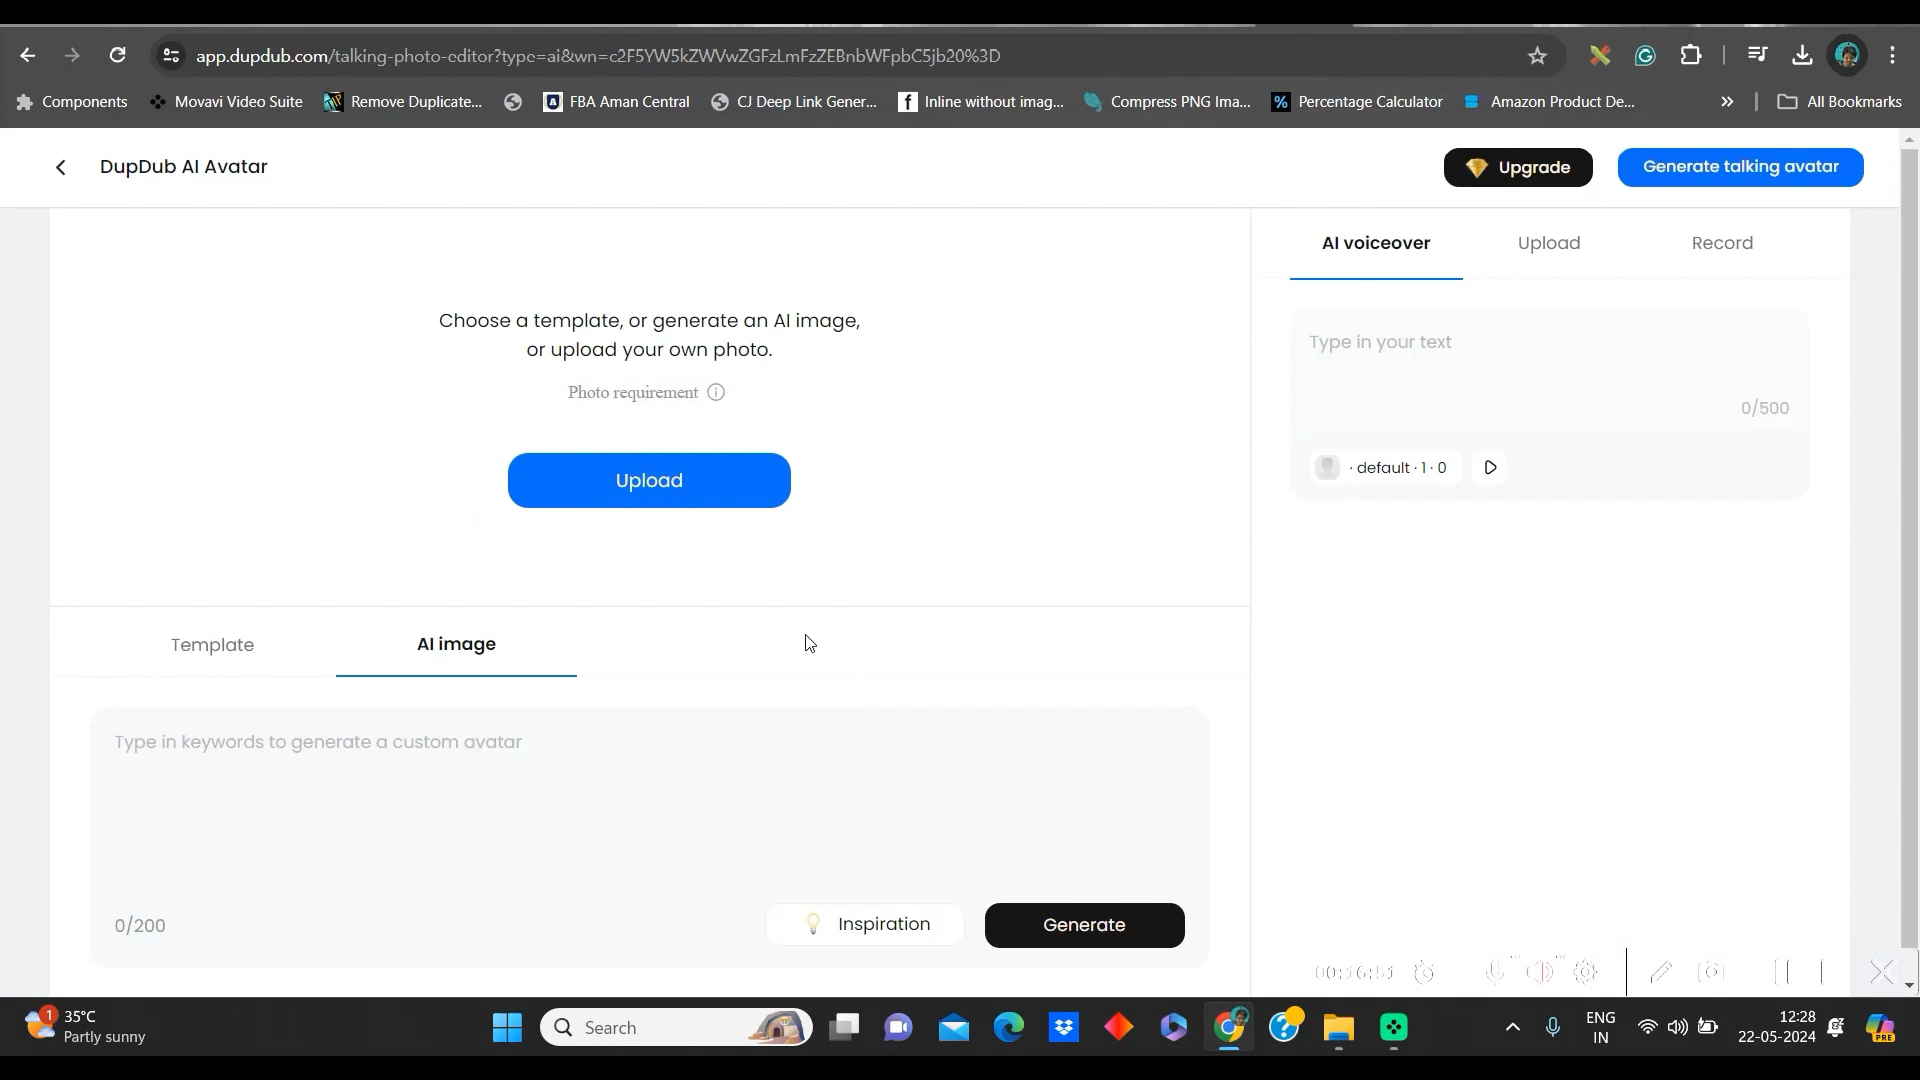 app.dupdub.com/talking-photo-editor?type=ai&wn=c2F5YW5kZWVwZGFzLmFzZEBnbWFpbC5jb20%3D
Components Movavi Video Suite Remove Duplicate... FBA Aman Central CJ Deep Link Gener... Inline without imag... Compress PNG Ima... Percentage Calculator Amazon Product De... » All Bookmarks
DupDub AI Avatar Upgrade Generate talking avatar
AI voiceover Upload Record
Choose a template, or generate an AI image,
or upload your own photo.
Photo requirement
Upload
Type in your text
0/500
· default · 1 · 0
Template AI image
Type in keywords to generate a custom avatar
0/200 Inspiration Generate
00:16:51
1 35°C
Partly sunny
Search
ENG
IN
12:28
22-05-2024
PRE